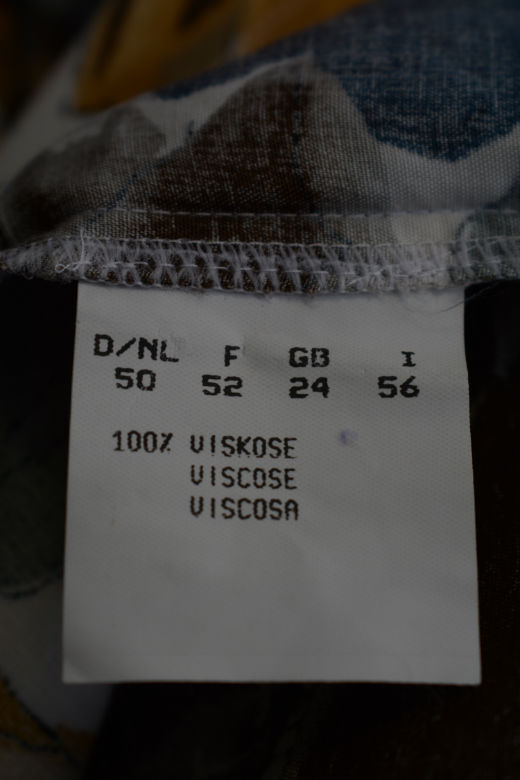 D/NL F GB I
50 52 24 56
100% VISKOSE
VISCOSE
VISCOSA